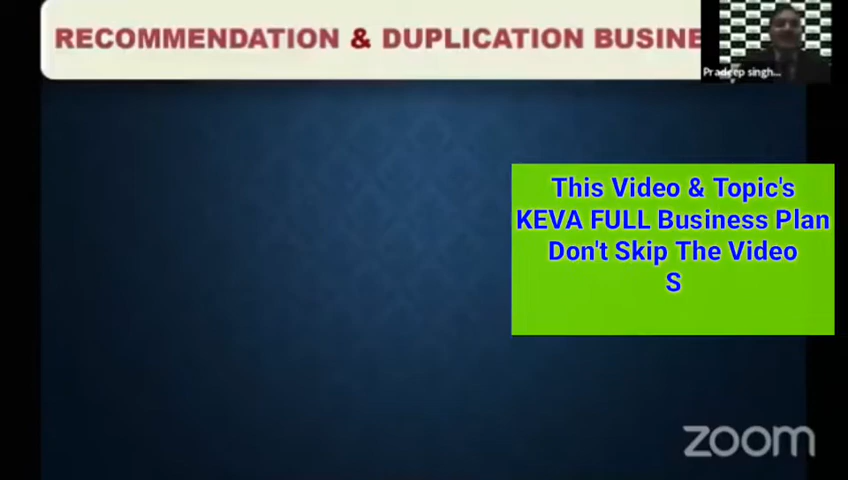 RECOMMENDATION & DUPLICATION BUSINE
Pradeep singh...
This Video & Topic's
KEVA FULL Business Plan
Don't Skip The Video
S
zoom